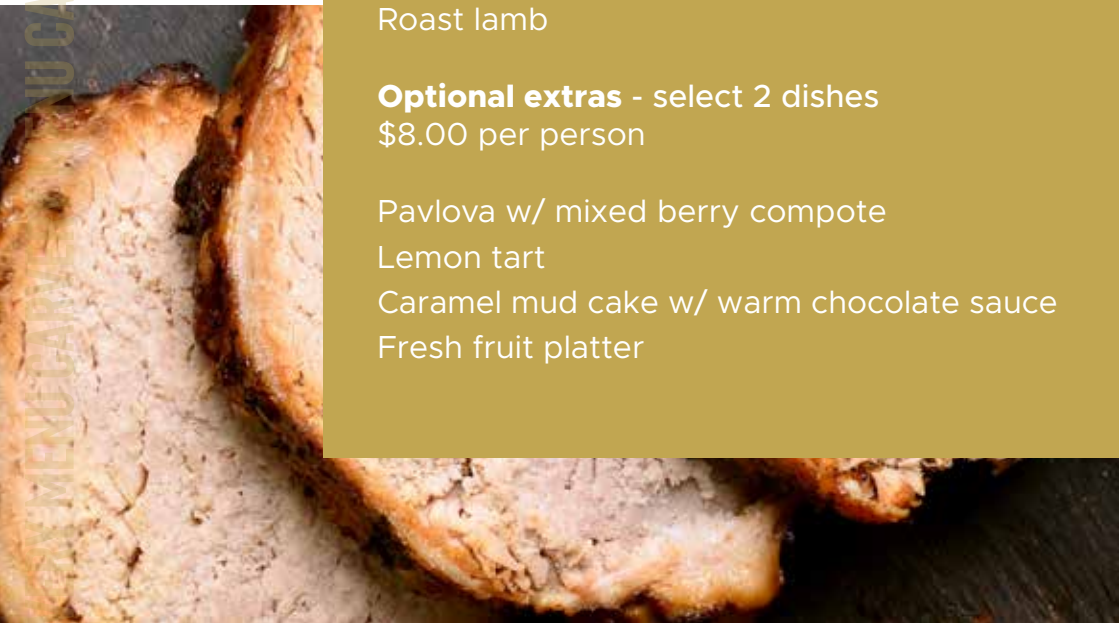 Roast lamb
Optional extras - select 2 dishes
$8.00 per person
Pavlova w/ mixed berry compote
Lemon tart
Caramel mud cake w/ warm chocolate sauce
Fresh fruit platter